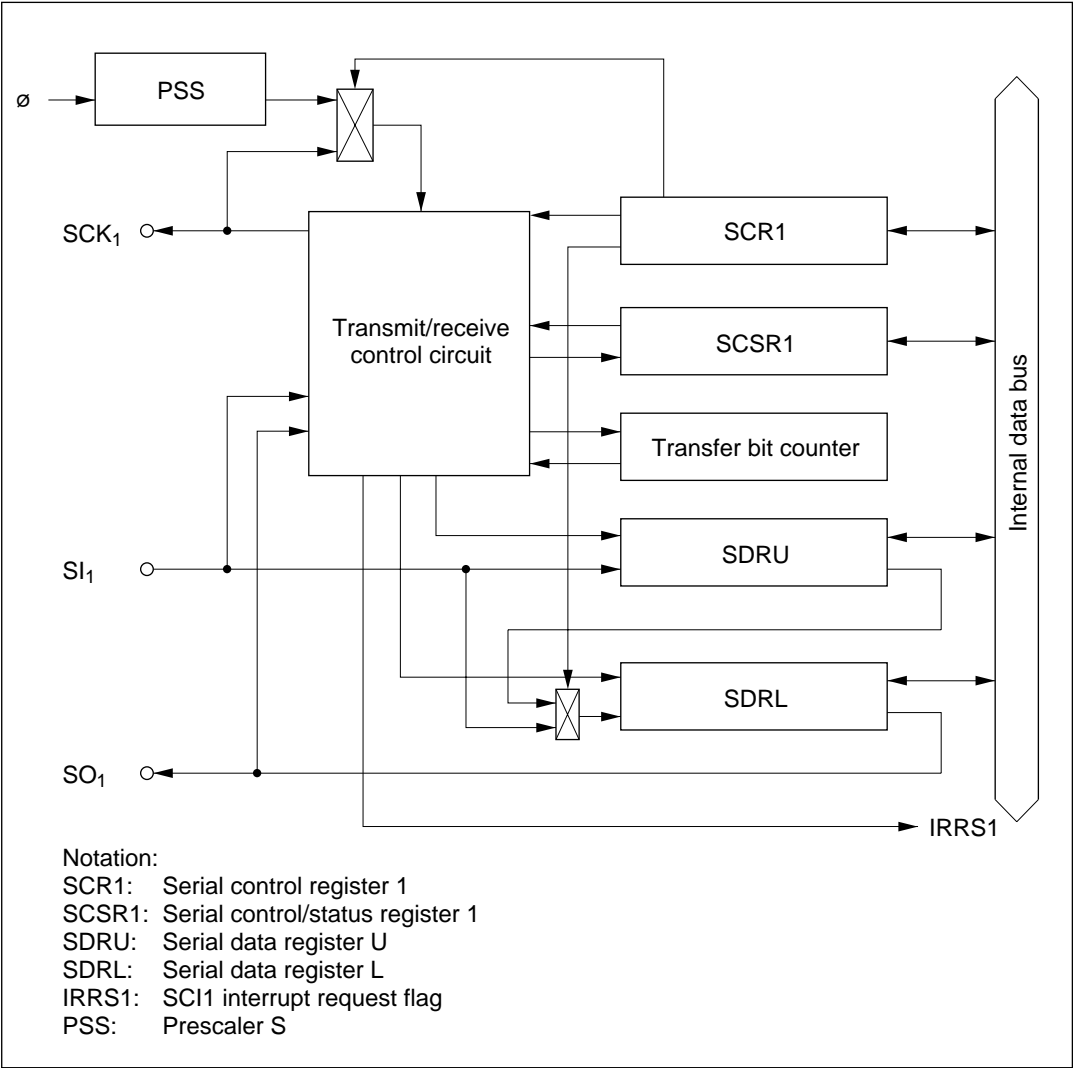 ø
PSS
SCK1
SCR1
Transmit/receive
control circuit
SCSR1
Transfer bit counter
Internal data bus
SI1
SDRU
SDRL
SO1
IRRS1
Notation:
SCR1: Serial control register 1
SCSR1: Serial control/status register 1
SDRU: Serial data register U
SDRL: Serial data register L
IRRS1: SCI1 interrupt request flag
PSS: Prescaler S